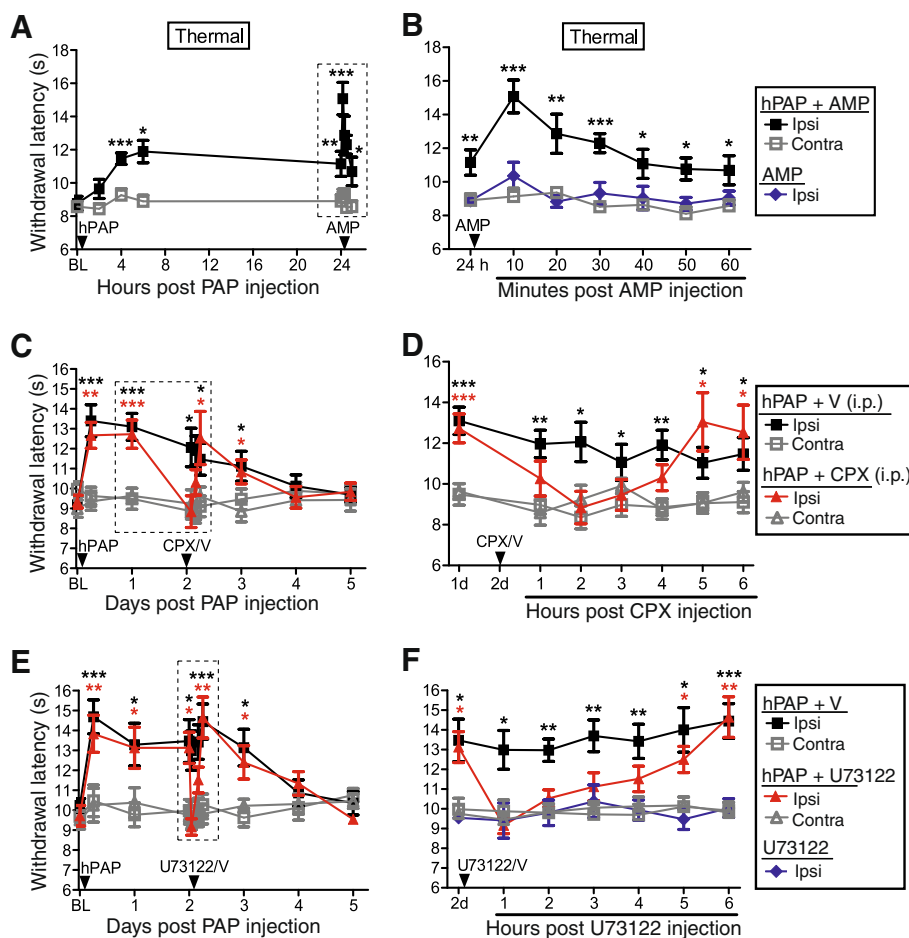 A
Thermal
Withdrawal latency (s)
18
16
14
12
10
8
6
***
*
***
**
*
hPAP
AMP
BL 4 8 12 16 20 24
Hours post PAP injection
B
Thermal
18
16
14
12
10
8
6
**
***
**
***
*
*
*
AMP
24 h 10 20 30 40 50 60
Minutes post AMP injection
hPAP + AMP
Ipsi
Contra
AMP
Ipsi
C
Withdrawal latency (s)
16
15
14
13
12
11
10
9
8
7
6
***
**
***
***
*
*
*
*
*
hPAP
CPX/V
BL 1 2 3 4 5
Days post PAP injection
D
16
14
12
10
8
6
***
***
**
*
*
**
*
*
*
*
CPX/V
1d 2d 1 2 3 4 5 6
Hours post CPX injection
hPAP + V (i.p.)
Ipsi
Contra
hPAP + CPX (i.p.)
Ipsi
Contra
E
Withdrawal latency (s)
16
15
14
13
12
11
10
9
8
7
6
***
**
*
*
*
*
***
**
*
*
hPAP
U73122/V
BL 1 2 3 4 5
Days post PAP injection
F
16
15
14
13
12
11
10
9
8
7
6
*
*
*
**
**
**
*
*
***
**
U73122/V
2d 1 2 3 4 5 6
Hours post U73122 injection
hPAP + V
Ipsi
Contra
hPAP + U73122
Ipsi
Contra
U73122
Ipsi